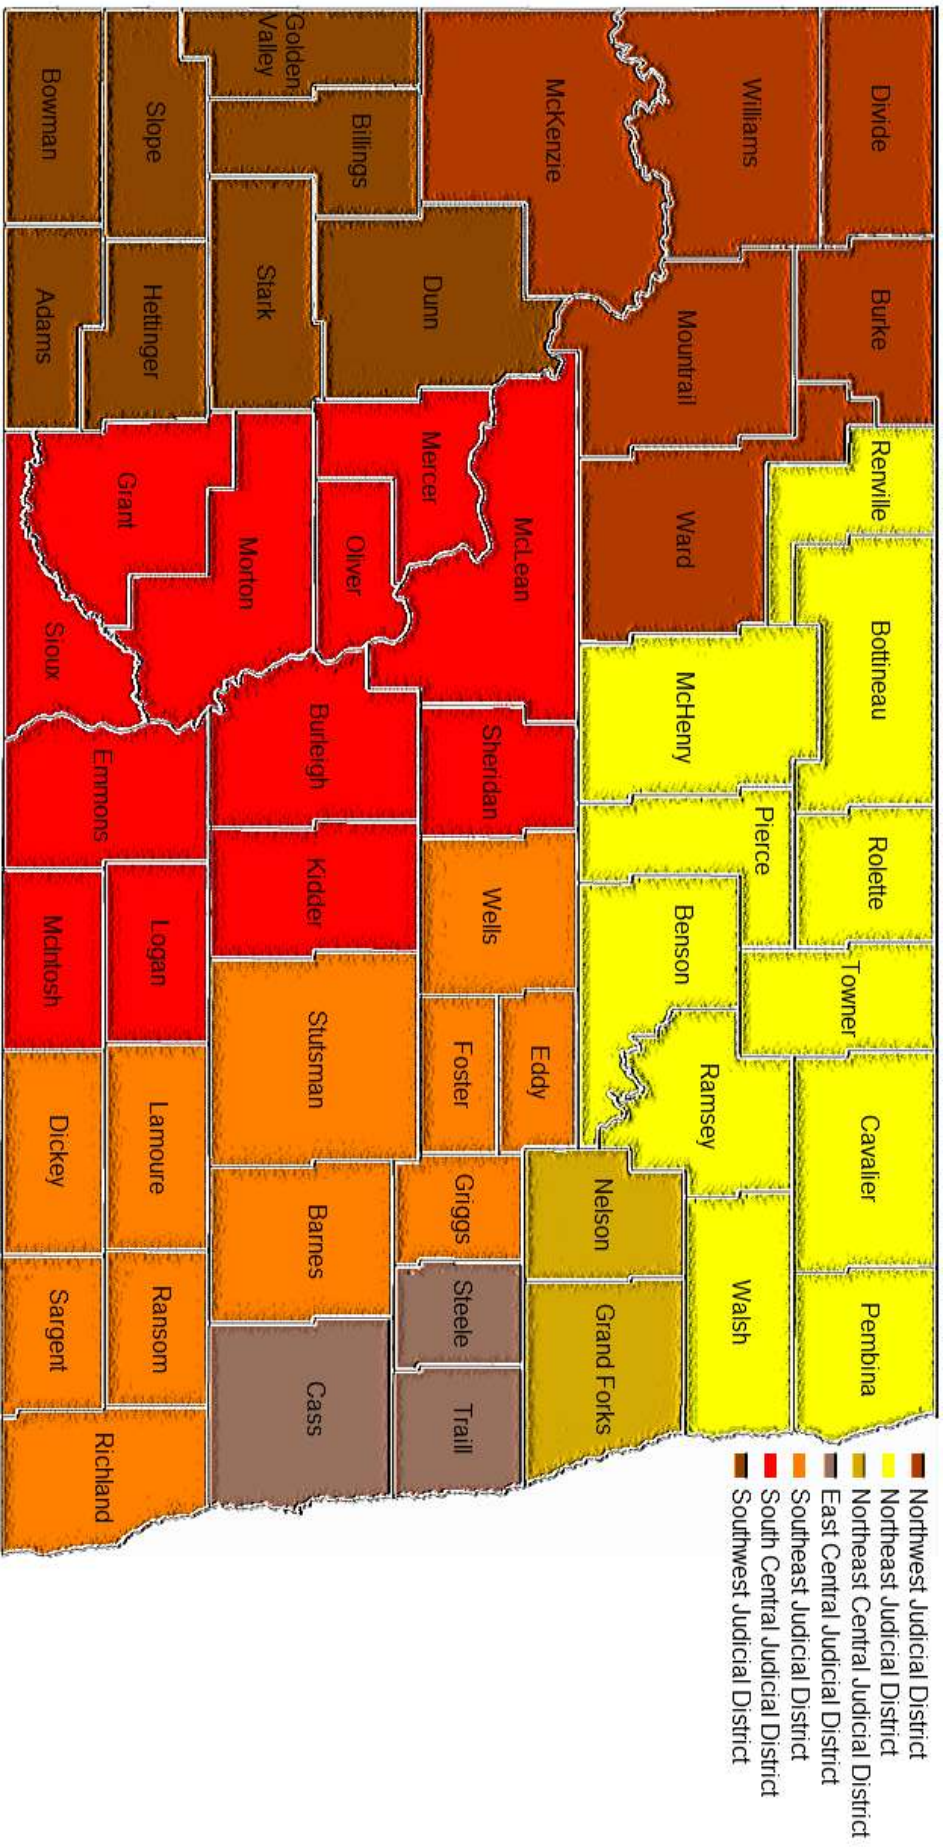 Divide
Burke
Renville
Bottineau
Rolette
Towner
Cavalier
Pembina
Williams
Mountrail
Ward
McHenry
Pierce
Benson
Ramsey
Walsh
McKenzie
Dunn
Mercer
McLean
Oliver
Sheridan
Wells
Eddy
Foster
Nelson
Grand Forks
Griggs
Steele
Traill
Golden
Valley
Billings
Stark
Morton
Burleigh
Kidder
Stutsman
Barnes
Cass
Slope
Hettinger
Grant
Bowman
Adams
Sioux
Emmons
Logan
McIntosh
Lamoure
Dickey
Ransom
Sargent
Richland
Northwest Judicial District
Northeast Judicial District
Northeast Central Judicial District
East Central Judicial District
Southeast Judicial District
South Central Judicial District
Southwest Judicial District